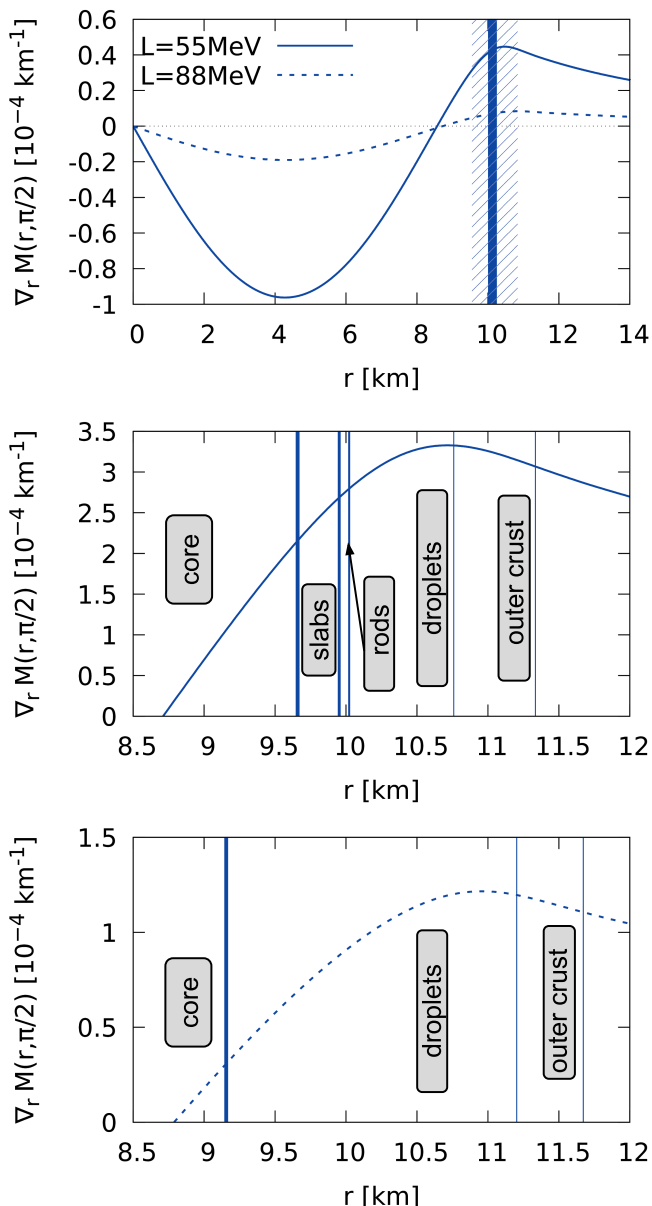 ∇r M(r,π/2) [10⁻⁴ km⁻¹]
0.6
0.4
0.2
0
-0.2
-0.4
-0.6
-0.8
-1
L=55MeV
L=88MeV
0 2 4 6 8 10 12 14
r [km]
∇r M(r,π/2) [10⁻⁴ km⁻¹]
3.5
3
2.5
2
1.5
1
0.5
0
core
slabs
rods
droplets
outer crust
8.5 9 9.5 10 10.5 11 11.5 12
r [km]
∇r M(r,π/2) [10⁻⁴ km⁻¹]
1.5
1
0.5
0
core
droplets
outer crust
8.5 9 9.5 10 10.5 11 11.5 12
r [km]